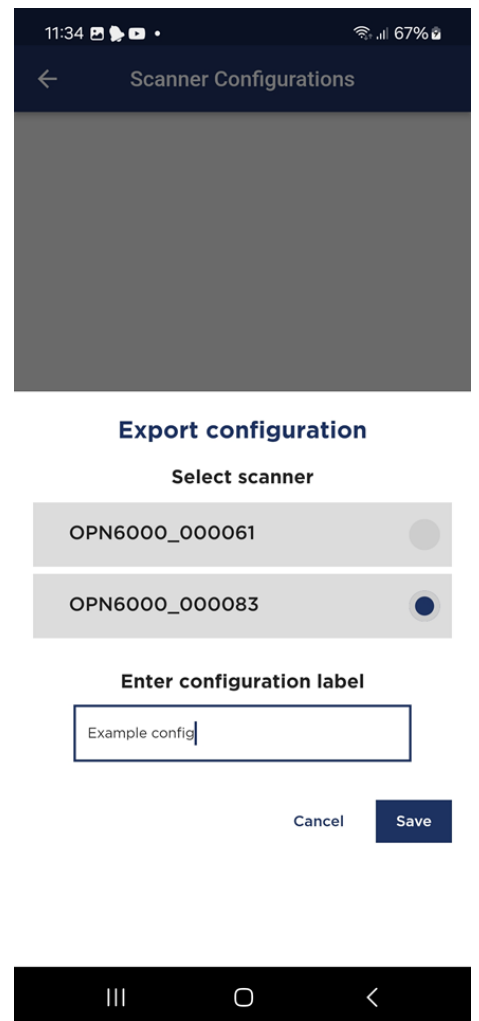 11:34
67%
Scanner Configurations
Export configuration
Select scanner
OPN6000_000061
OPN6000_000083
Enter configuration label
Example config
Cancel Save